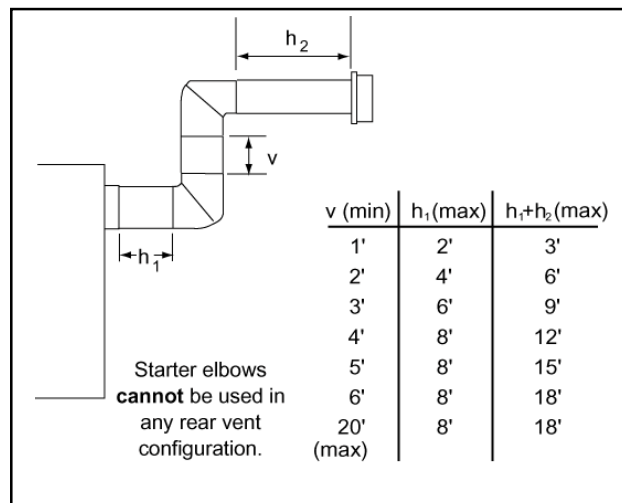 h₂
v
h₁
v (min) h₁(max) h₁+h₂(max)
1' 2' 3'
2' 4' 6'
3' 6' 9'
4' 8' 12'
5' 8' 15'
6' 8' 18'
20' 8' 18'
(max)
Starter elbows
cannot be used in
any rear vent
configuration.